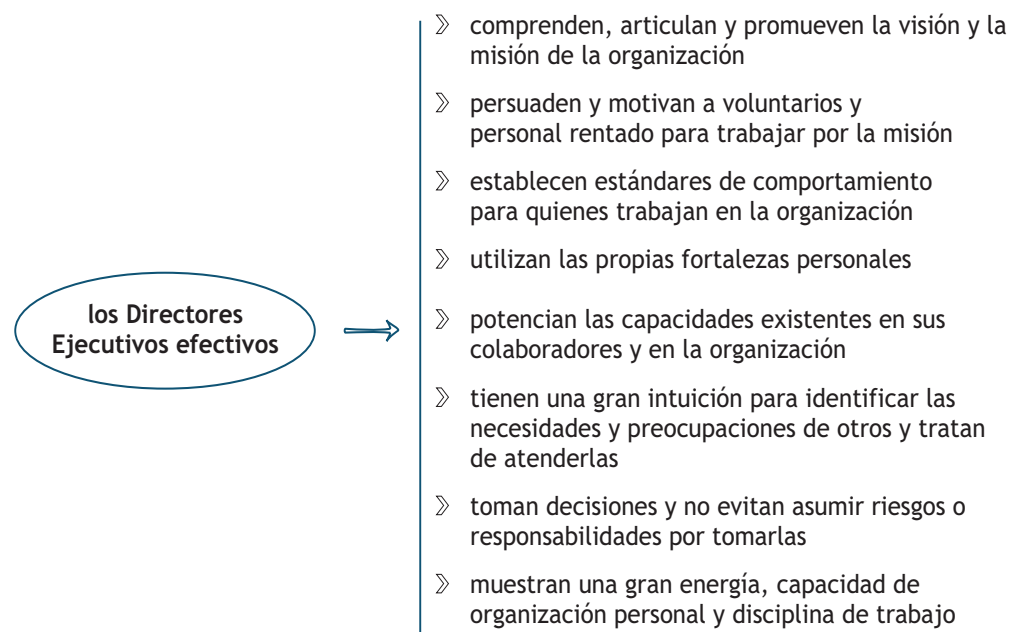 los Directores
Ejecutivos efectivos
comprenden, articulan y promueven la visión y la
misión de la organización
persuaden y motivan a voluntarios y
personal rentado para trabajar por la misión
establecen estándares de comportamiento
para quienes trabajan en la organización
utilizan las propias fortalezas personales
potencian las capacidades existentes en sus
colaboradores y en la organización
tienen una gran intuición para identificar las
necesidades y preocupaciones de otros y tratan
de atenderlas
toman decisiones y no evitan asumir riesgos o
responsabilidades por tomarlas
muestran una gran energía, capacidad de
organización personal y disciplina de trabajo